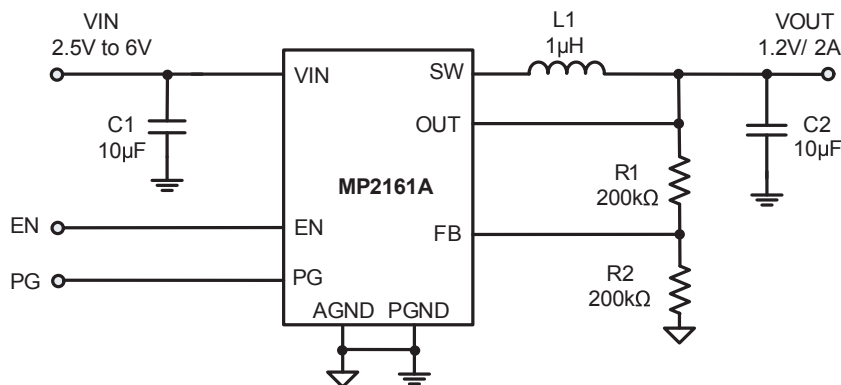 VIN
2.5V to 6V
L1
1µH
VOUT
1.2V/ 2A
VIN
SW
C1
10µF
OUT
C2
10µF
R1
200kΩ
MP2161A
EN
EN
FB
PG
PG
R2
200kΩ
AGND
PGND